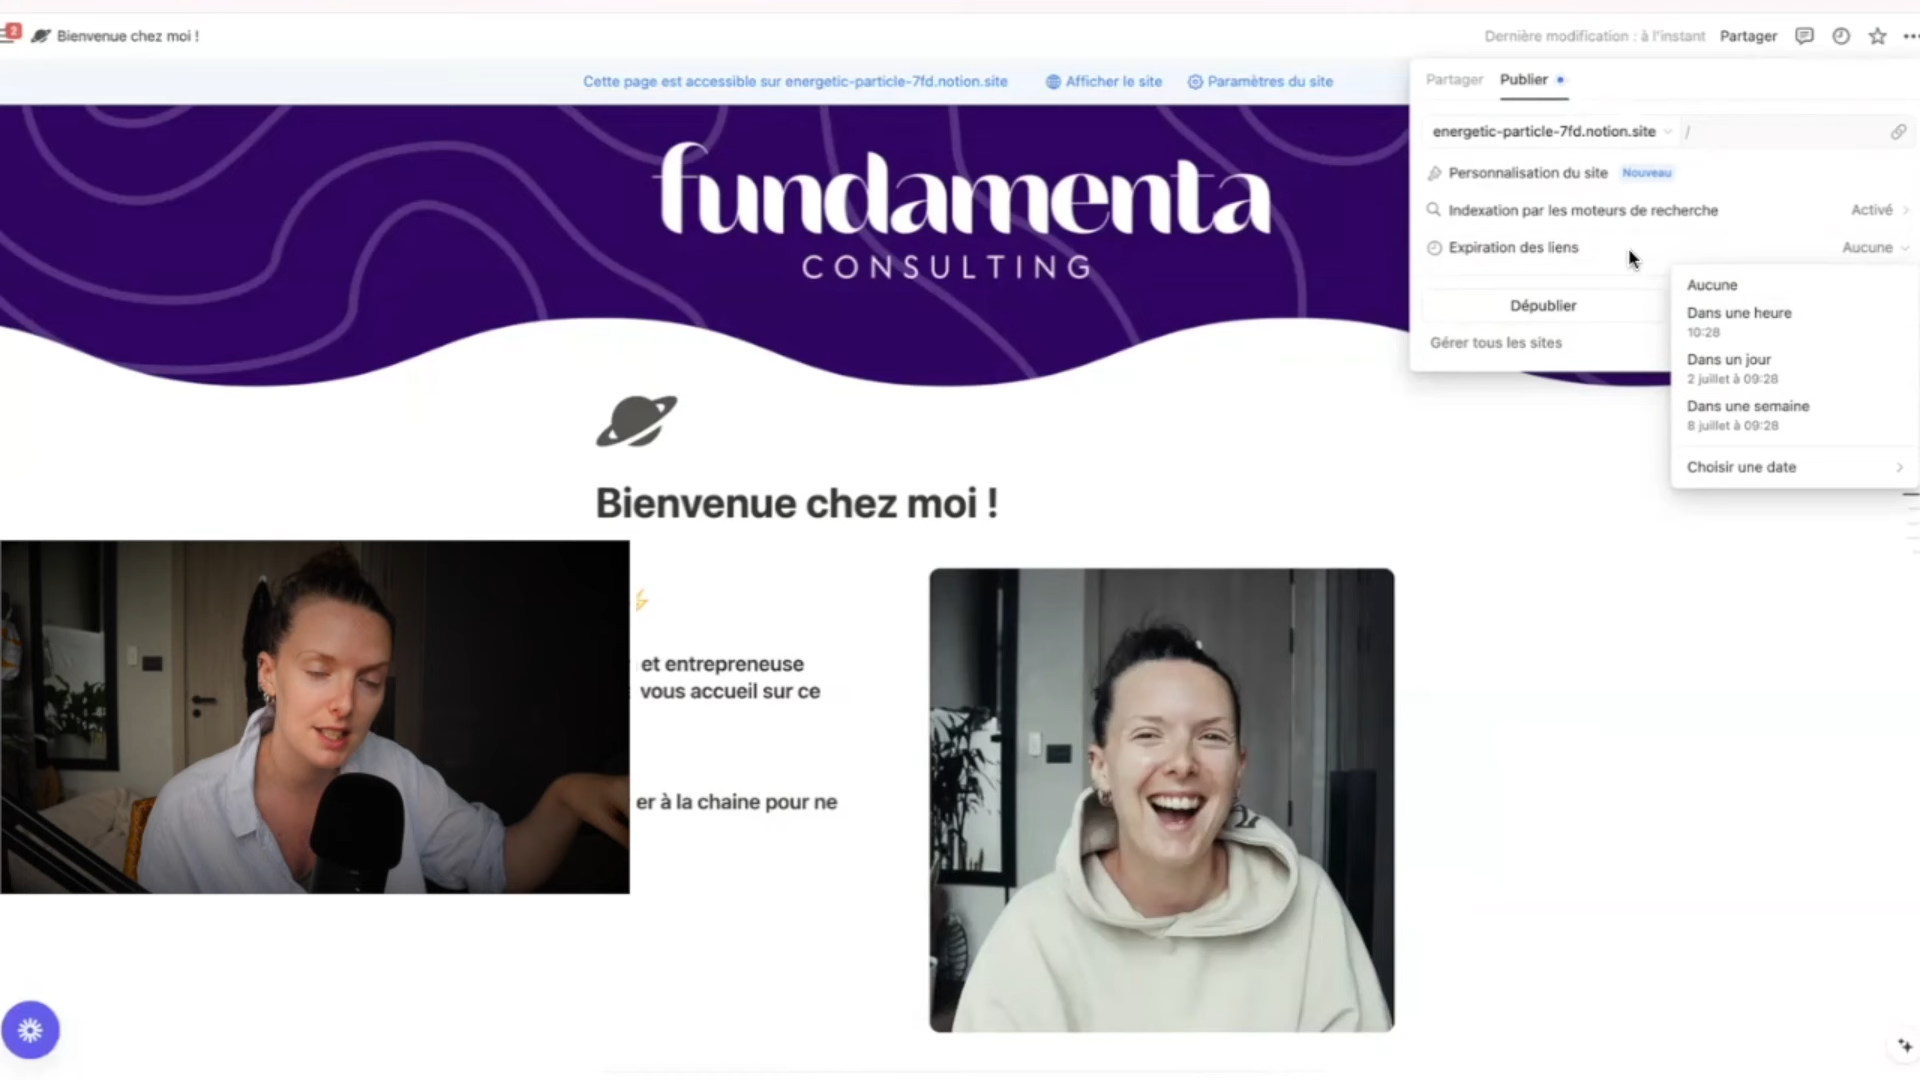 2
Bienvenue chez moi !
Dernière modification : à l'instant
Partager
Cette page est accessible sur energetic-particle-7fd.notion.site
Afficher le site
Paramètres du site
Partager
Publier
energetic-particle-7fd.notion.site
/
Personnalisation du site Nouveau
Indexation par les moteurs de recherche Activé
Expiration des liens Aucune
Aucune
Dans une heure
10:28
Dans un jour
2 juillet à 09:28
Dans une semaine
8 juillet à 09:28
Choisir une date
Dépublier
Gérer tous les sites
fundamenta
CONSULTING
Bienvenue chez moi !
et entrepreneuse
vous accueil sur ce
er à la chaine pour ne